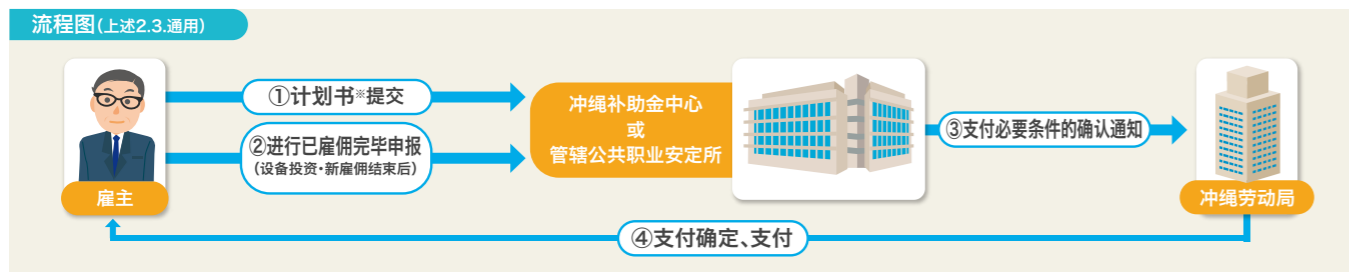 流程图(上述2.3.通用)
①计划书※提交
②进行已雇佣完毕申报
(设备投资·新雇佣结束后)
雇主
冲绳补助金中心
或
管辖公共职业安定所
③支付必要条件的确认通知
冲绳劳动局
④支付确定、支付